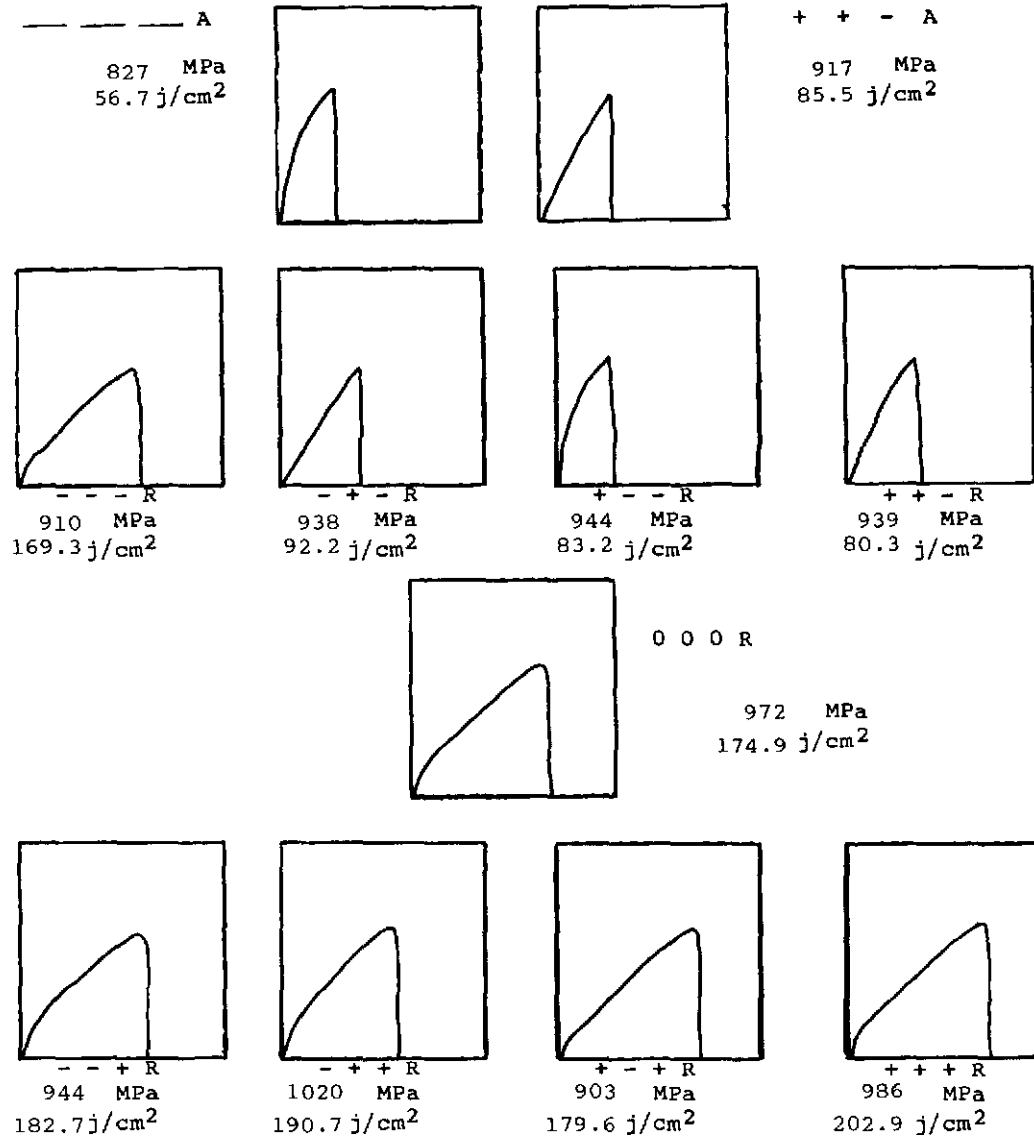 — — — A
827 MPa
56.7 j/cm²
+ + - A
917 MPa
85.5 j/cm²
- - - R
910 MPa
169.3 j/cm²
- + - R
938 MPa
92.2 j/cm²
+ - - R
944 MPa
83.2 j/cm²
+ + - R
939 MPa
80.3 j/cm²
0 0 0 R
972 MPa
174.9 j/cm²
- - + R
944 MPa
182.7 j/cm²
- + + R
1020 MPa
190.7 j/cm²
+ - + R
903 MPa
179.6 j/cm²
+ + + R
986 MPa
202.9 j/cm²